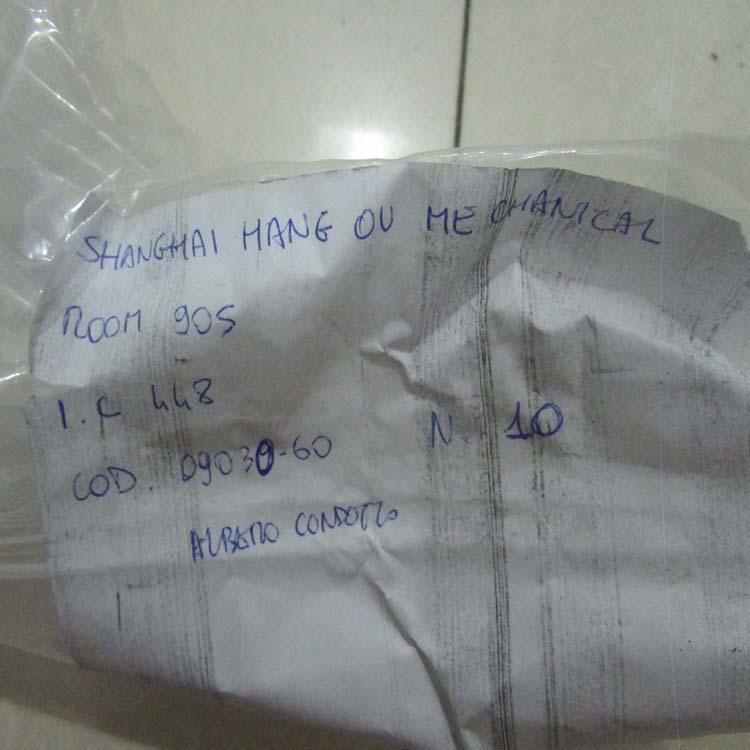 SHANGHAI HANG OU MECHANICAL
ROOM 905
I.C 448
COD. 09030-60 N. 10
ALBERO CONDOTTO